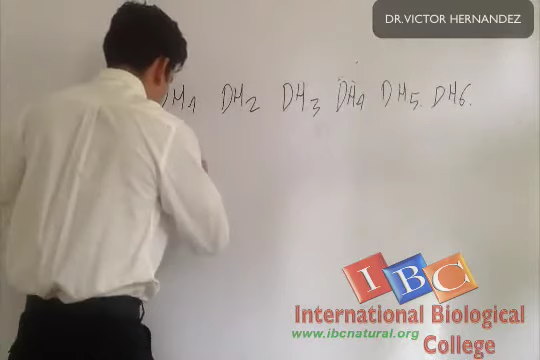 DR.VICTOR HERNANDEZ
DH1 DH2 DH3 DH4 DH5. DH6.
IBC
International Biological
www.ibcnatural.org
College